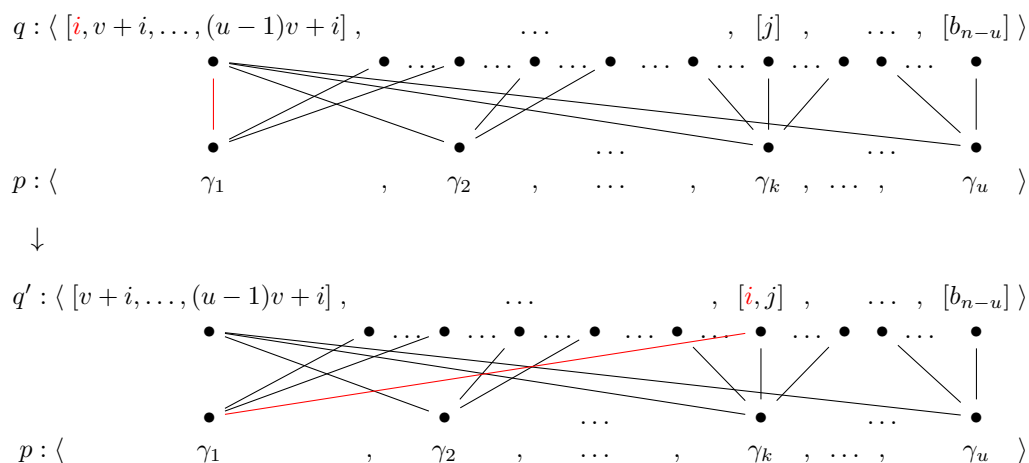 q : ⟨ [i, v + i, . . . , (u − 1)v + i] , … , [j] , … , [b_{n−u}] ⟩
… … … … … … …
… …
p : ⟨ γ_1 , γ_2 , … , γ_k , … , γ_u ⟩
↓
q′ : ⟨ [v + i, . . . , (u − 1)v + i] , … , [i, j] , … , [b_{n−u}] ⟩
… … … … … … …
… …
p : ⟨ γ_1 , γ_2 , … , γ_k , … , γ_u ⟩